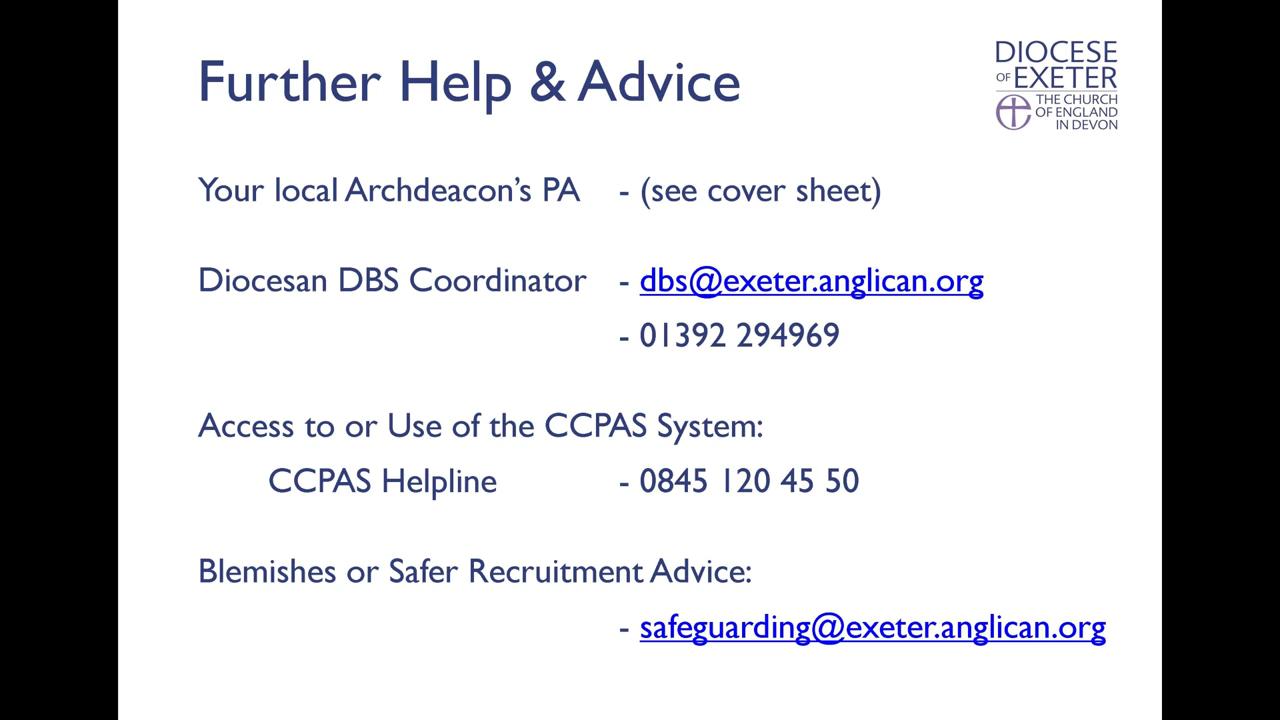 Further Help & Advice
DIOCESE
OF EXETER
THE CHURCH
OF ENGLAND
IN DEVON
Your local Archdeacon’s PA - (see cover sheet)
Diocesan DBS Coordinator - dbs@exeter.anglican.org
- 01392 294969
Access to or Use of the CCPAS System:
CCPAS Helpline - 0845 120 45 50
Blemishes or Safer Recruitment Advice:
- safeguarding@exeter.anglican.org